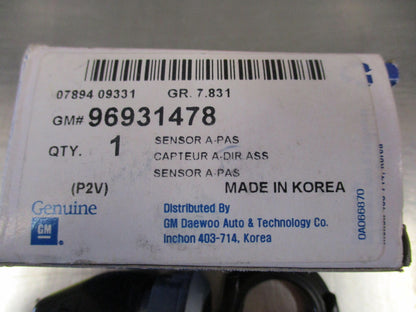 07894 09331 GR. 7.831
GM# 96931478
QTY. 1 SENSOR A-PAS
CAPTEUR A-DIR ASS
SENSOR A-PAS
(P2V) MADE IN KOREA
Genuine
GM
Distributed By
GM Daewoo Auto & Technology Co.
Inchon 403-714, Korea
0A066870